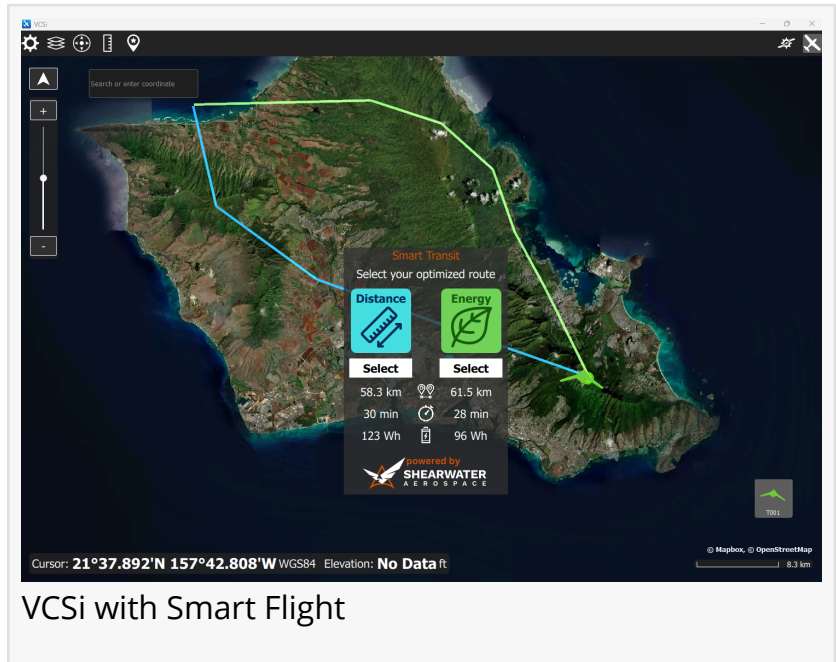 VCSi
Search or enter coordinate
+
-
Smart Transit
Select your optimized route
Distance Energy
Select Select
58.3 km 61.5 km
30 min 28 min
123 Wh 96 Wh
powered by
SHEARWATER
AEROSPACE
T001
© Mapbox, © OpenStreetMap
Cursor: 21°37.892'N 157°42.808'W WGS84 Elevation: No Data ft
8.3 km
VCSi with Smart Flight